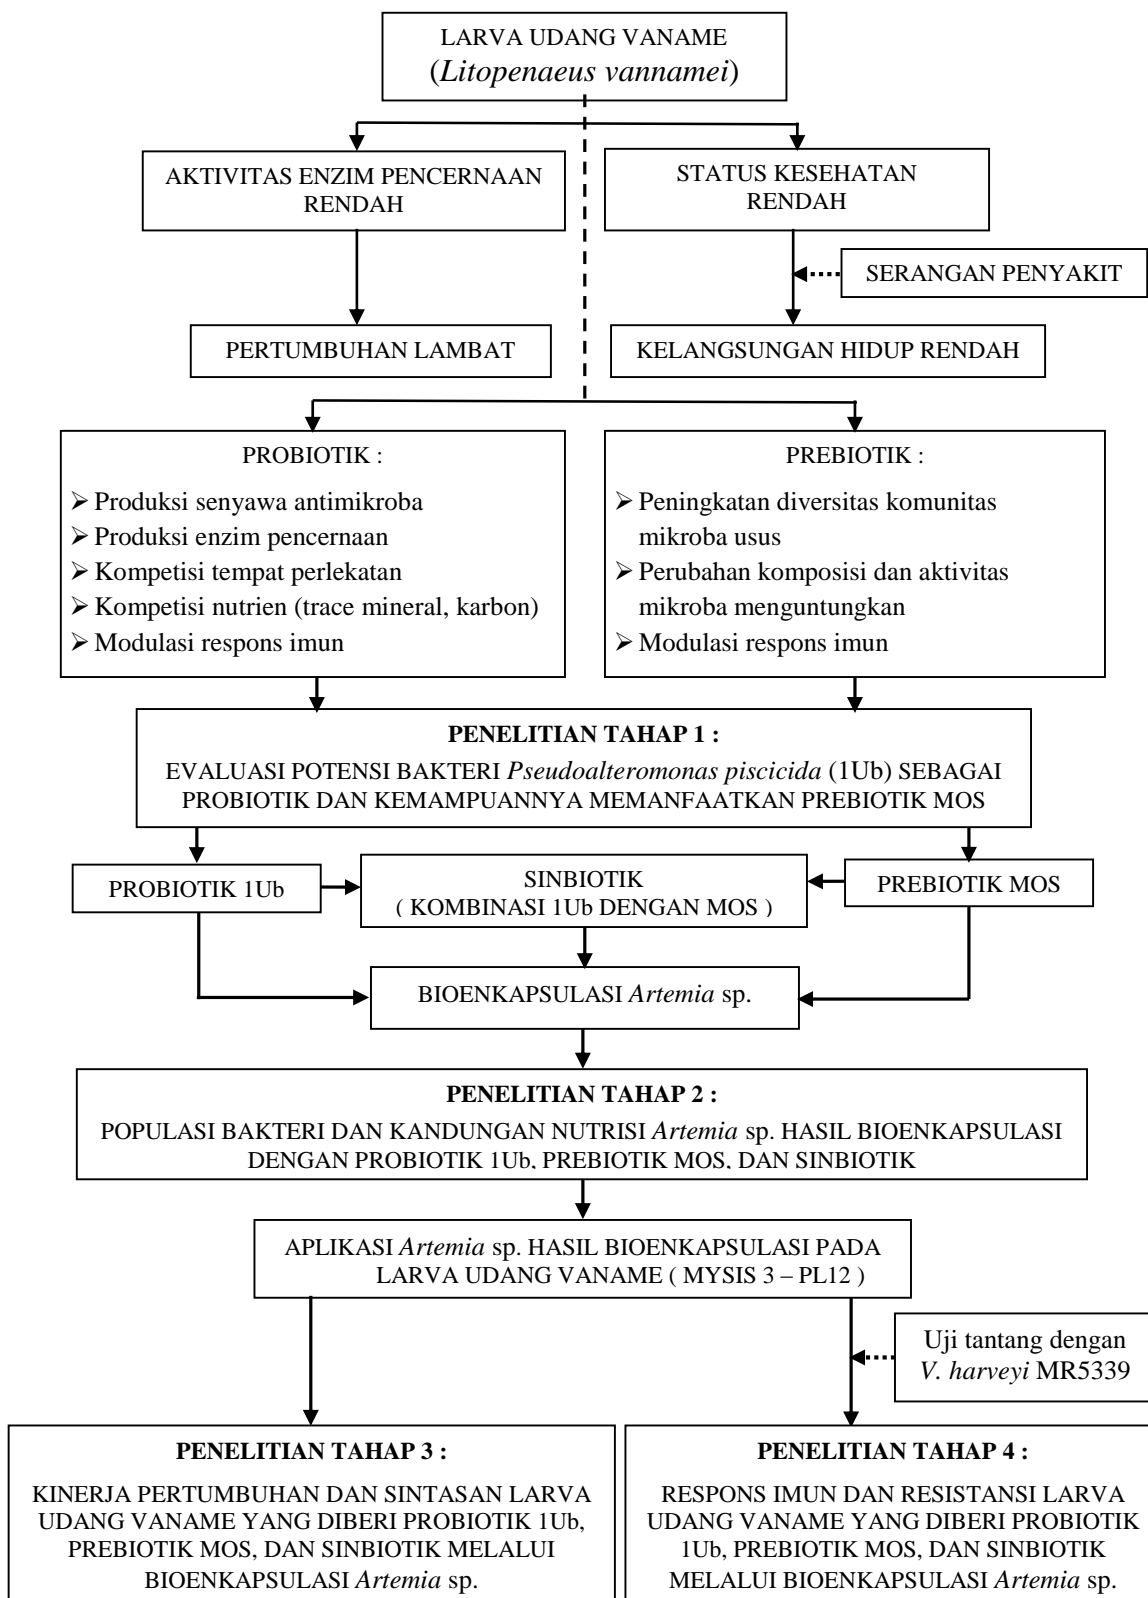 LARVA UDANG VANAME
(Litopenaeus vannamei)
AKTIVITAS ENZIM PENCERNAAN
RENDAH
STATUS KESEHATAN
RENDAH
SERANGAN PENYAKIT
PERTUMBUHAN LAMBAT
KELANGSUNGAN HIDUP RENDAH
PROBIOTIK :
➢ Produksi senyawa antimikroba
➢ Produksi enzim pencernaan
➢ Kompetisi tempat perlekatan
➢ Kompetisi nutrien (trace mineral, karbon)
➢ Modulasi respons imun
PREBIOTIK :
➢ Peningkatan diversitas komunitas
mikroba usus
➢ Perubahan komposisi dan aktivitas
mikroba menguntungkan
➢ Modulasi respons imun
PENELITIAN TAHAP 1 :
EVALUASI POTENSI BAKTERI Pseudoalteromonas piscicida (1Ub) SEBAGAI
PROBIOTIK DAN KEMAMPUANNYA MEMANFAATKAN PREBIOTIK MOS
PROBIOTIK 1Ub
SINBIOTIK
( KOMBINASI 1Ub DENGAN MOS )
PREBIOTIK MOS
BIOENKAPSULASI Artemia sp.
PENELITIAN TAHAP 2 :
POPULASI BAKTERI DAN KANDUNGAN NUTRISI Artemia sp. HASIL BIOENKAPSULASI
DENGAN PROBIOTIK 1Ub, PREBIOTIK MOS, DAN SINBIOTIK
APLIKASI Artemia sp. HASIL BIOENKAPSULASI PADA
LARVA UDANG VANAME ( MYSIS 3 – PL12 )
Uji tantang dengan
V. harveyi MR5339
PENELITIAN TAHAP 3 :
KINERJA PERTUMBUHAN DAN SINTASAN LARVA
UDANG VANAME YANG DIBERI PROBIOTIK 1Ub,
PREBIOTIK MOS, DAN SINBIOTIK MELALUI
BIOENKAPSULASI Artemia sp.
PENELITIAN TAHAP 4 :
RESPONS IMUN DAN RESISTANSI LARVA
UDANG VANAME YANG DIBERI PROBIOTIK
1Ub, PREBIOTIK MOS, DAN SINBIOTIK
MELALUI BIOENKAPSULASI Artemia sp.